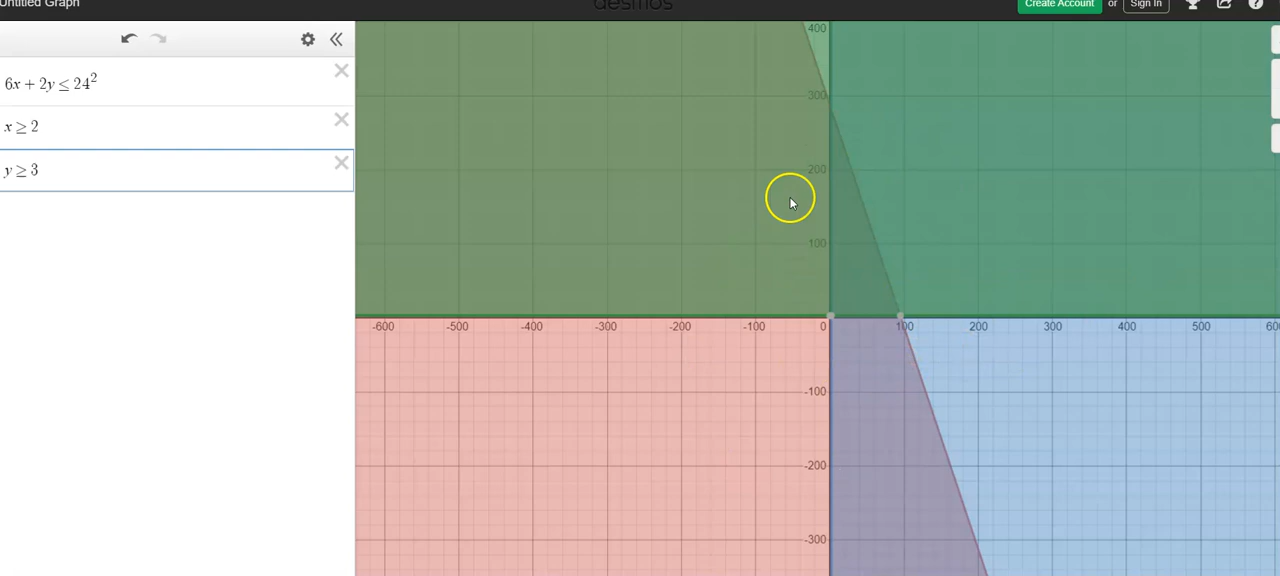 Untitled Graph
desmos
Create Account or Sign In
6x + 2y ≤ 24²
x ≥ 2
y ≥ 3
400
300
200
100
-600 -500 -400 -300 -200 -100 0 100 200 300 400 500
-100
-200
-300